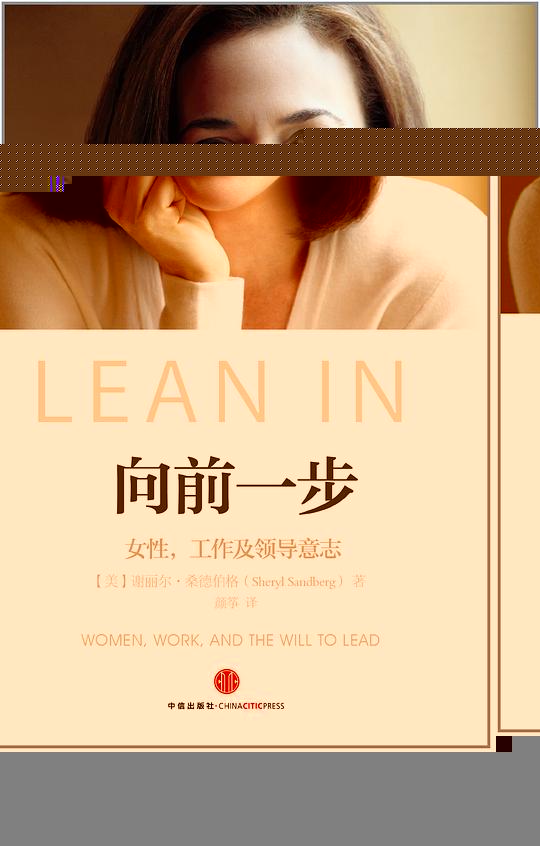 LEAN IN
向前一步
女性，工作及领导意志
【美】谢丽尔·桑德伯格（Sheryl Sandberg） 著
颜筝 译
WOMEN, WORK, AND THE WILL TO LEAD
中信出版社·CHINACITICPRESS